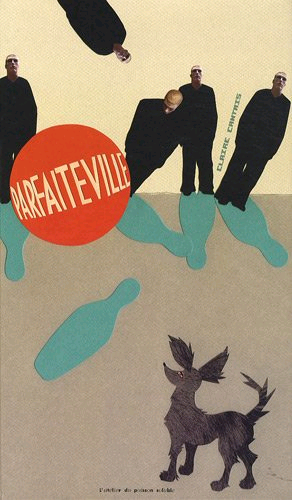 CLAIRE CANTAIS
PARFAITEVILLE
L'atelier du poisson soluble